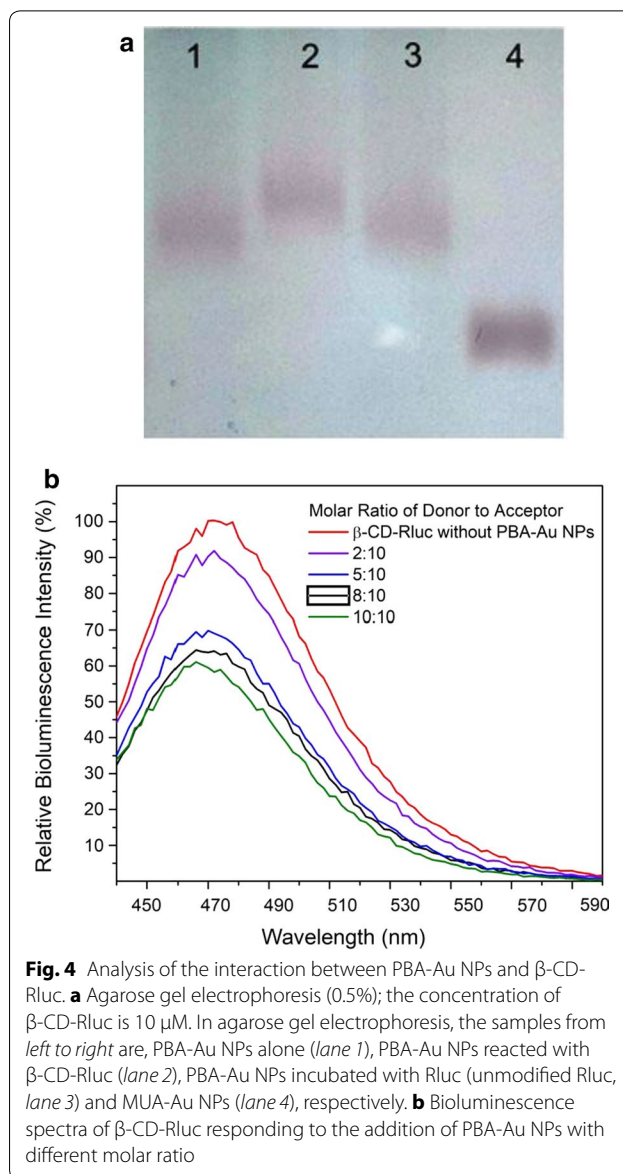 a
1 2 3 4
b
Molar Ratio of Donor to Acceptor
β-CD-Rluc without PBA-Au NPs
2:10
5:10
8:10
10:10
Relative Bioluminescence Intensity (%)
100
90
80
70
60
50
40
30
20
10
450 470 490 510 530 550 570 590
Wavelength (nm)
Fig. 4 Analysis of the interaction between PBA-Au NPs and β-CD-
Rluc. a Agarose gel electrophoresis (0.5%); the concentration of
β-CD-Rluc is 10 μM. In agarose gel electrophoresis, the samples from
left to right are, PBA-Au NPs alone (lane 1), PBA-Au NPs reacted with
β-CD-Rluc (lane 2), PBA-Au NPs incubated with Rluc (unmodified Rluc,
lane 3) and MUA-Au NPs (lane 4), respectively. b Bioluminescence
spectra of β-CD-Rluc responding to the addition of PBA-Au NPs with
different molar ratio